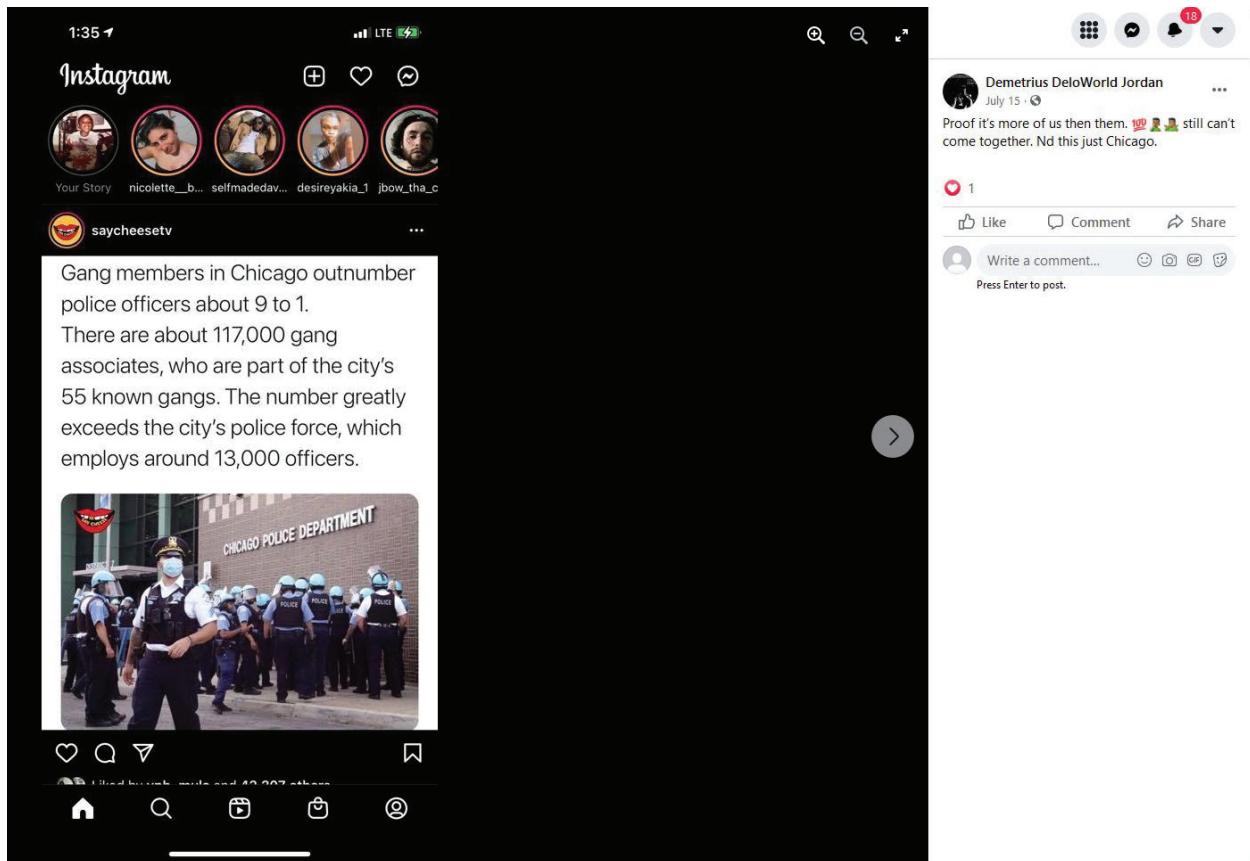 1:35
LTE
Instagram
Your Story
nicolette__b...
selfmadedav...
desireyakia_1
jbow_tha_c
saycheesetv
Gang members in Chicago outnumber
police officers about 9 to 1.
There are about 117,000 gang
associates, who are part of the city’s
55 known gangs. The number greatly
exceeds the city’s police force, which
employs around 13,000 officers.
SAY CHEESE
CHICAGO POLICE DEPARTMENT
POLICE
POLICE
POLICE
18
Demetrius DeloWorld Jordan
July 15
Proof it’s more of us then them. 💯 still can’t
come together. Nd this just Chicago.
1
Like
Comment
Share
Write a comment...
GIF
Press Enter to post.